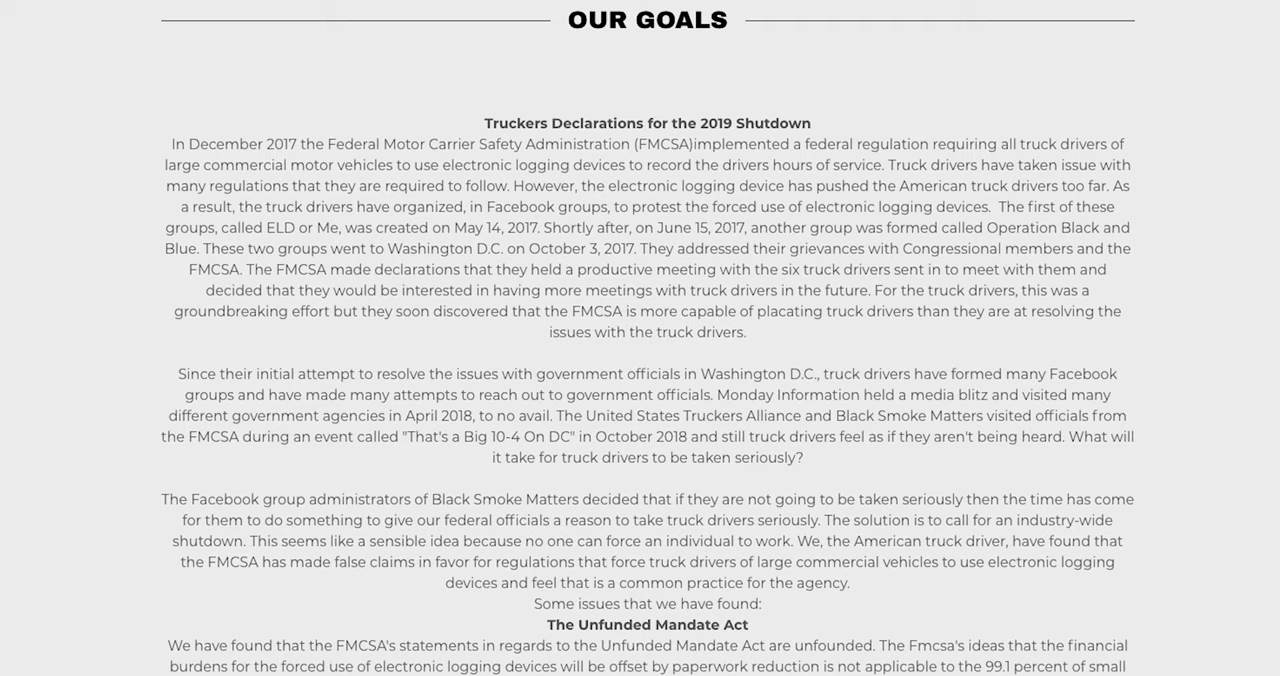 OUR GOALS
Truckers Declarations for the 2019 Shutdown
In December 2017 the Federal Motor Carrier Safety Administration (FMCSA)implemented a federal regulation requiring all truck drivers of
large commercial motor vehicles to use electronic logging devices to record the drivers hours of service. Truck drivers have taken issue with
many regulations that they are required to follow. However, the electronic logging device has pushed the American truck drivers too far. As
a result, the truck drivers have organized, in Facebook groups, to protest the forced use of electronic logging devices.  The first of these
groups, called ELD or Me, was created on May 14, 2017. Shortly after, on June 15, 2017, another group was formed called Operation Black and
Blue. These two groups went to Washington D.C. on October 3, 2017. They addressed their grievances with Congressional members and the
FMCSA. The FMCSA made declarations that they held a productive meeting with the six truck drivers sent in to meet with them and
decided that they would be interested in having more meetings with truck drivers in the future. For the truck drivers, this was a
groundbreaking effort but they soon discovered that the FMCSA is more capable of placating truck drivers than they are at resolving the
issues with the truck drivers.
Since their initial attempt to resolve the issues with government officials in Washington D.C., truck drivers have formed many Facebook
groups and have made many attempts to reach out to government officials. Monday Information held a media blitz and visited many
different government agencies in April 2018, to no avail. The United States Truckers Alliance and Black Smoke Matters visited officials from
the FMCSA during an event called "That's a Big 10-4 On DC" in October 2018 and still truck drivers feel as if they aren't being heard. What will
it take for truck drivers to be taken seriously?
The Facebook group administrators of Black Smoke Matters decided that if they are not going to be taken seriously then the time has come
for them to do something to give our federal officials a reason to take truck drivers seriously. The solution is to call for an industry-wide
shutdown. This seems like a sensible idea because no one can force an individual to work. We, the American truck driver, have found that
the FMCSA has made false claims in favor for regulations that force truck drivers of large commercial vehicles to use electronic logging
devices and feel that is a common practice for the agency.
Some issues that we have found:
The Unfunded Mandate Act
We have found that the FMCSA's statements in regards to the Unfunded Mandate Act are unfounded. The Fmcsa's ideas that the financial
burdens for the forced use of electronic logging devices will be offset by paperwork reduction is not applicable to the 99.1 percent of small